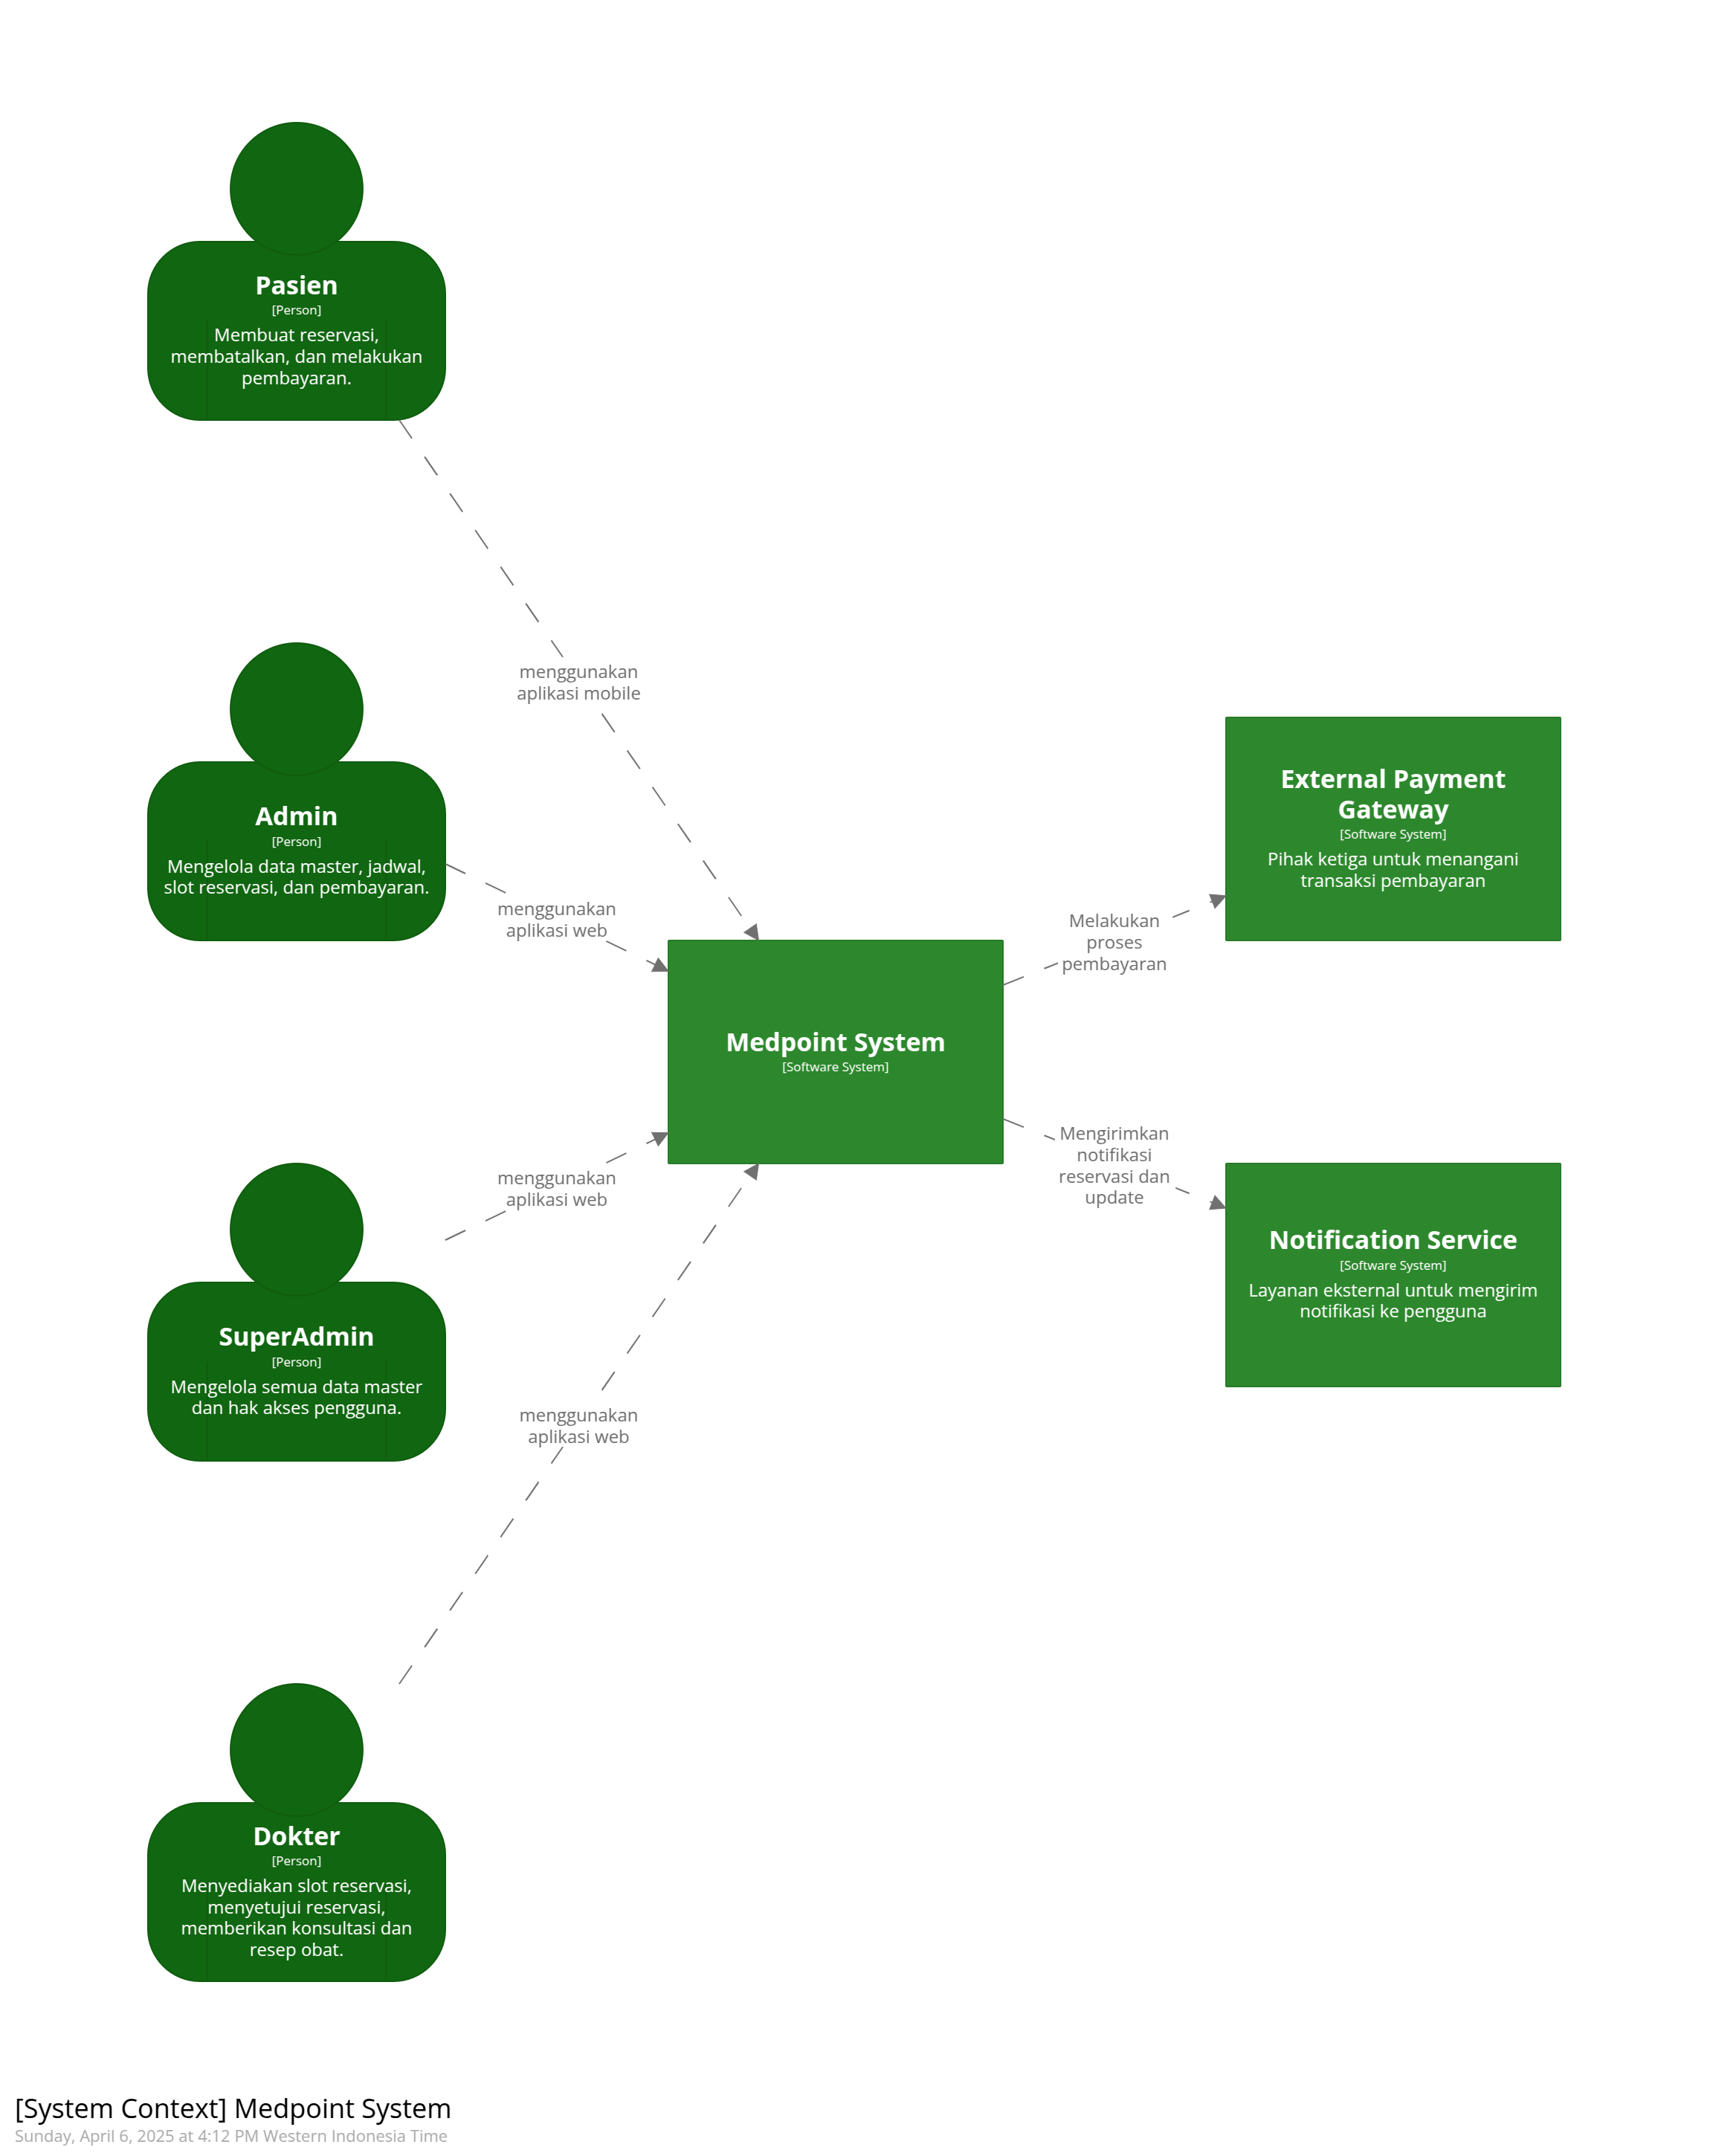 Pasien
[Person]
Membuat reservasi,
membatalkan, dan melakukan
pembayaran.
menggunakan
aplikasi mobile
Admin
[Person]
Mengelola data master, jadwal,
slot reservasi, dan pembayaran.
menggunakan
aplikasi web
External Payment
Gateway
[Software System]
Pihak ketiga untuk menangani
transaksi pembayaran
Melakukan
proses
pembayaran
Medpoint System
[Software System]
menggunakan
aplikasi web
Mengirimkan
notifikasi
reservasi dan
update
Notification Service
[Software System]
Layanan eksternal untuk mengirim
notifikasi ke pengguna
SuperAdmin
[Person]
Mengelola semua data master
dan hak akses pengguna.
menggunakan
aplikasi web
Dokter
[Person]
Menyediakan slot reservasi,
menyetujui reservasi,
memberikan konsultasi dan
resep obat.
[System Context] Medpoint System
Sunday, April 6, 2025 at 4:12 PM Western Indonesia Time